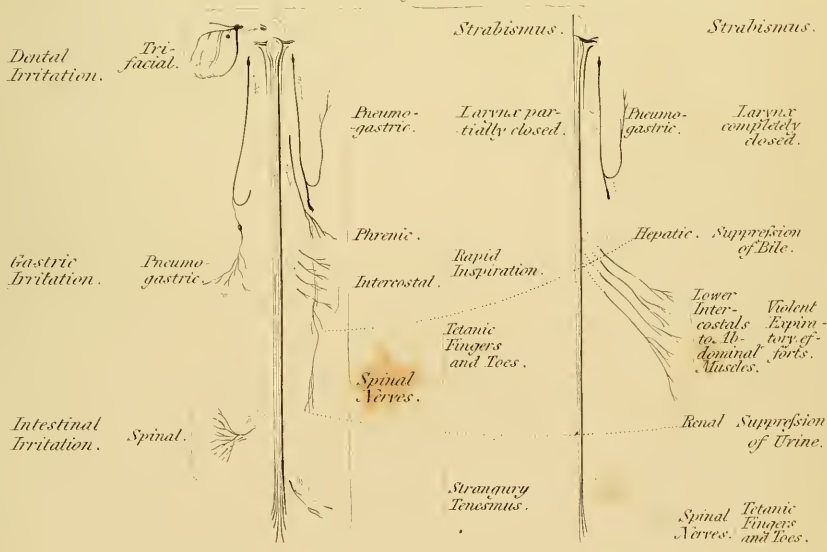 Dental
Irritation.
Tri-
facial.
Gastric
Irritation.
Pneumo-
gastric
Intestinal
Irritation.
Spinal.
Pneumo-
-gastric.
Phrenic.
Intercostal.
Spinal
Nerves.
Strabismus.
Larynx par-
tially closed.
Rapid
Inspiration.
Tetanic
Fingers
and Toes.
Strangury
Tenesmus.
Pneumo-
gastric.
Hepatic.
Lower
Inter-
costals
to Ab-
dominal
Muscles.
Renal
Spinal
Nerves.
Strabismus.
Larynx
completely
closed.
Suppreſsion
of Bile.
Violent
Expira-
tory ef-
forts.
Suppreſsion
of Urine.
Tetanic
Fingers
and Toes.